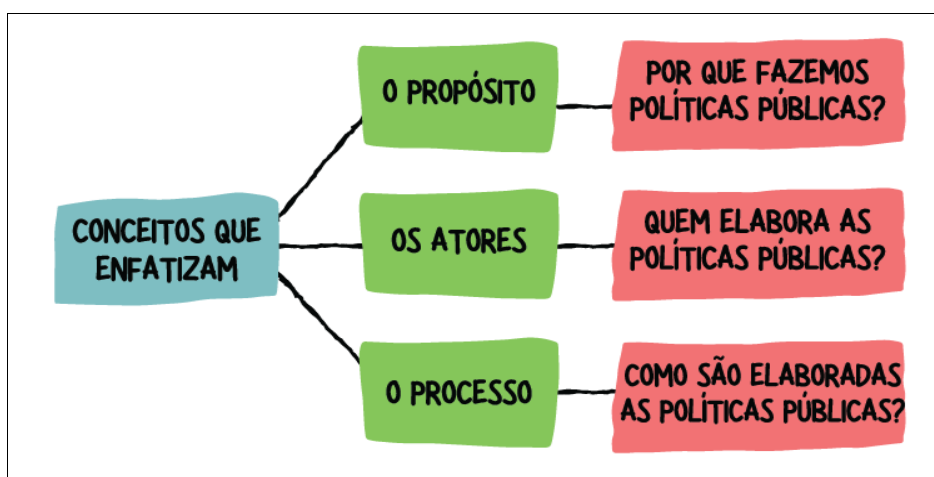 CONCEITOS QUE
ENFATIZAM
O PROPÓSITO
POR QUE FAZEMOS
POLÍTICAS PÚBLICAS?
OS ATORES
QUEM ELABORA AS
POLÍTICAS PÚBLICAS?
O PROCESSO
COMO SÃO ELABORADAS
AS POLÍTICAS PÚBLICAS?